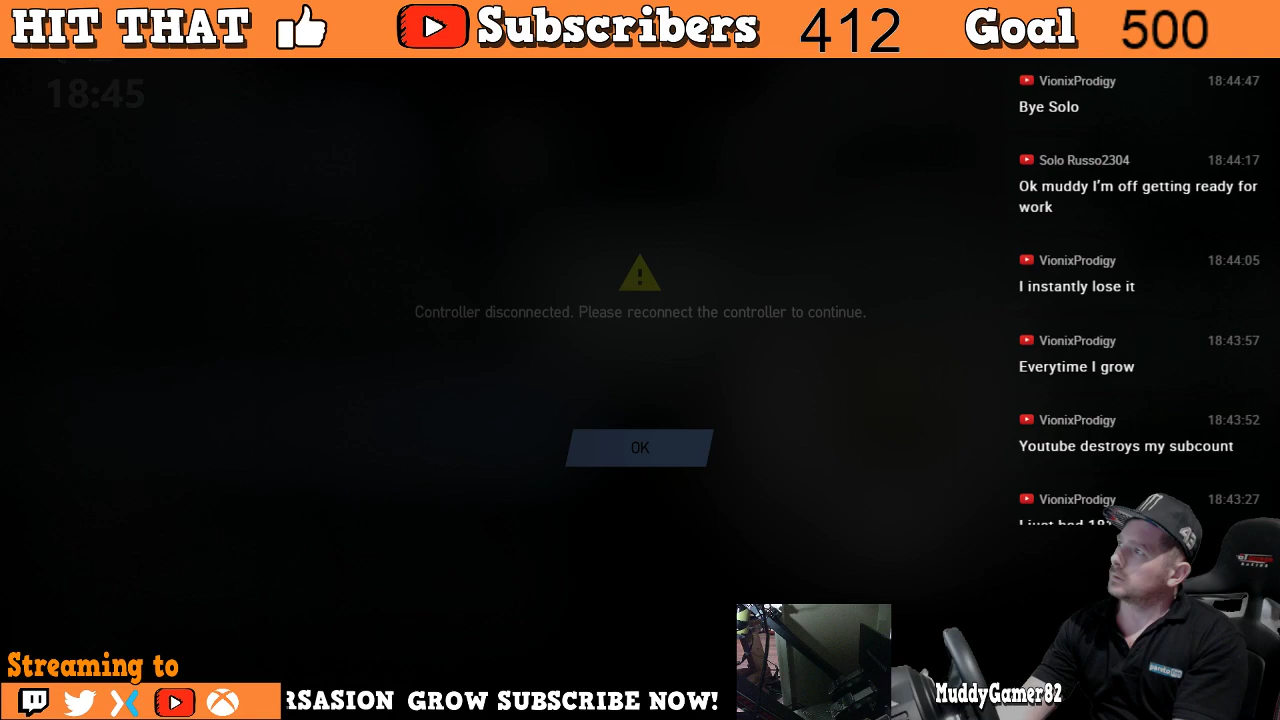 HIT THAT
Subscribers
412
Goal
500
18:45
VionixProdigy
18:44:47
Bye Solo
Solo Russo2304
18:44:17
Ok muddy I'm off getting ready for
work
VionixProdigy
18:44:05
I instantly lose it
VionixProdigy
18:43:57
Everytime I grow
VionixProdigy
18:43:52
Youtube destroys my subcount
VionixProdigy
18:43:27
Controller disconnected. Please reconnect the controller to continue.
OK
Streaming to
RSASION GROW SUBSCRIBE NOW!
MuddyGamer82